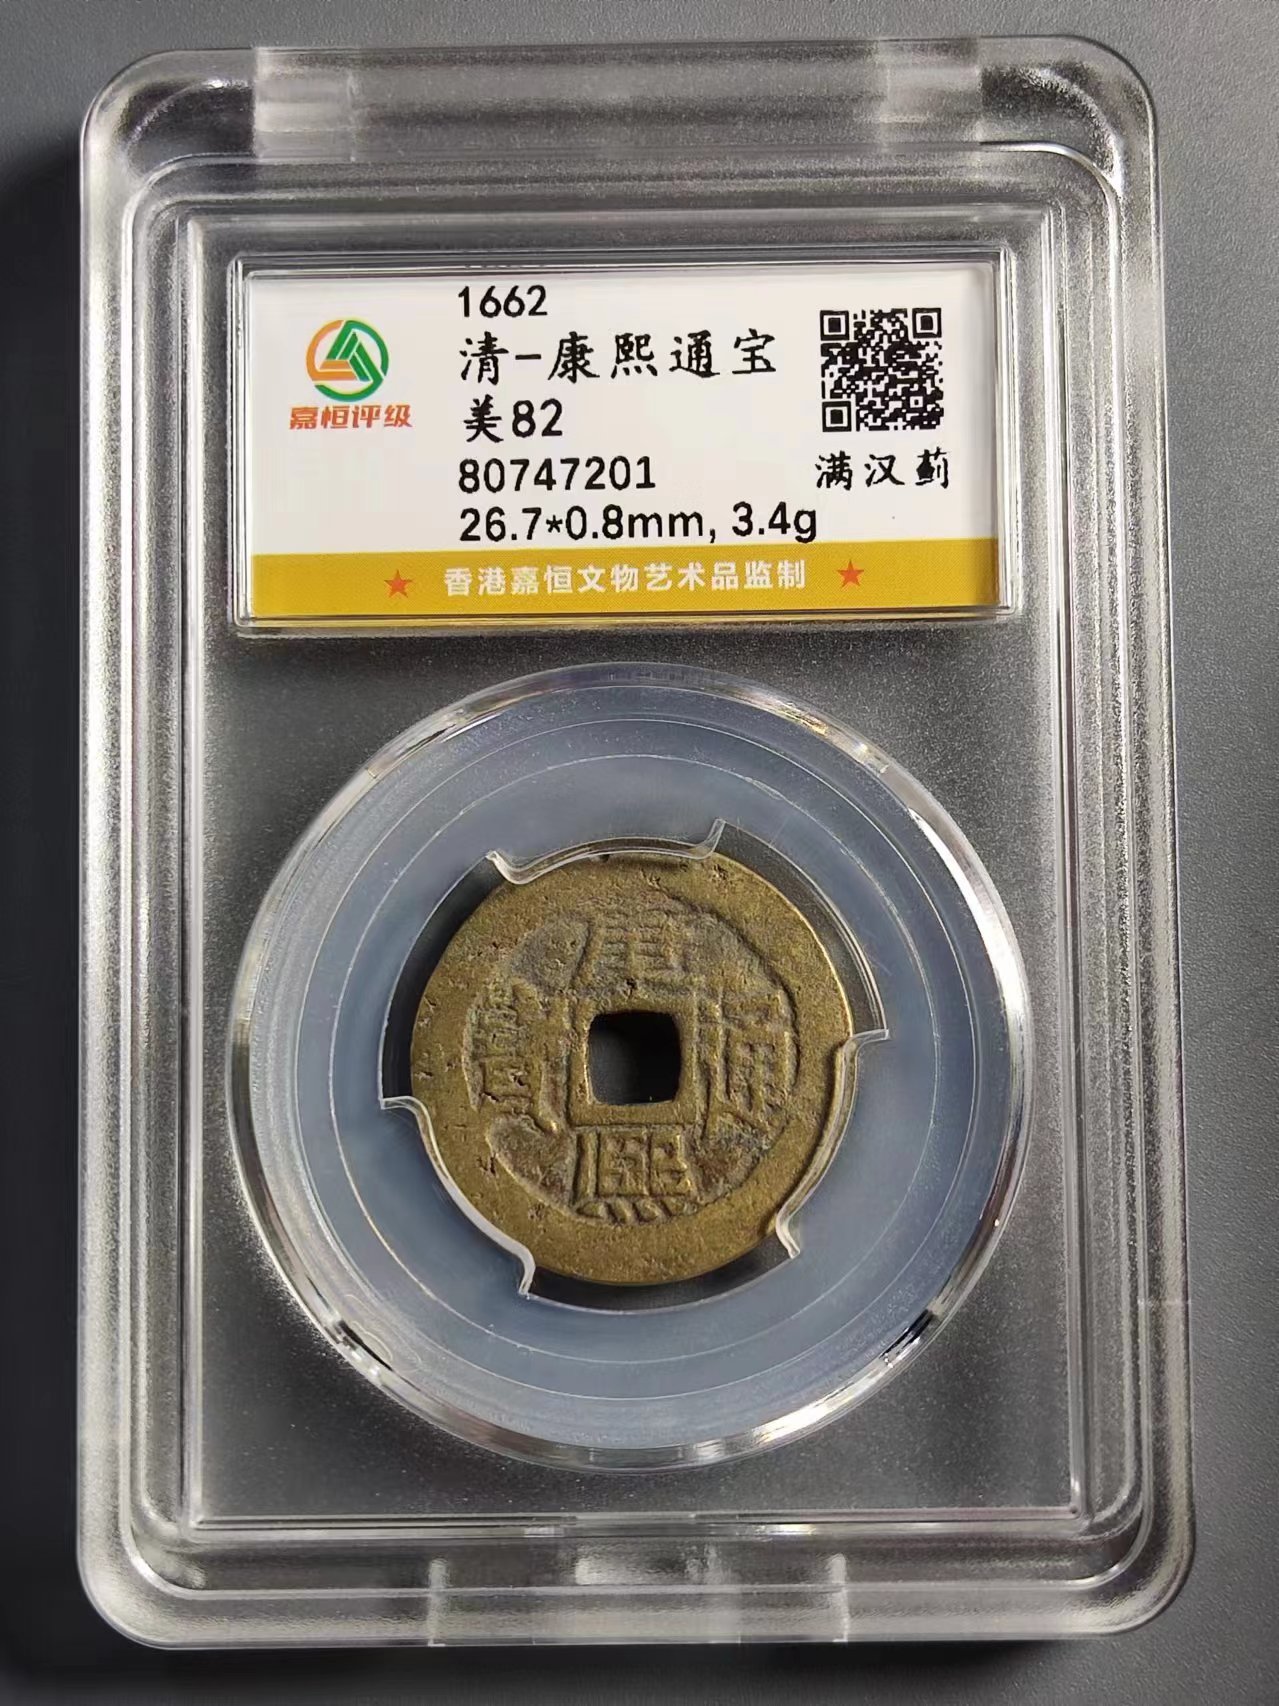 1662
清-康熙通宝
美82
嘉恒评级
80747201
满汉蓟
26.7*0.8mm, 3.4g
★ 香港嘉恒文物艺术品监制 ★
康
寶 通
熙